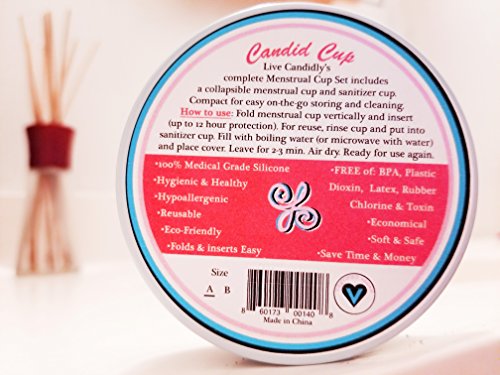 Candid Cup
Live Candidly's
complete Menstrual Cup Set includes
a collapsible menstrual cup and sanitizer cup.
Compact for easy on-the-go storing and cleaning.
How to use: Fold menstrual cup vertically and insert
(up to 12 hour protection). For reuse, rinse cup and put into
sanitizer cup. Fill with boiling water (or microwave with water)
and place cover. Leave for 2-3 min. Air dry. Ready for use again.
•100% Medical Grade Silicone
•Hygienic & Healthy
•Hypoallergenic
•Reusable
•Eco-Friendly
•Folds & inserts Easy
•FREE of: BPA, Plastic
Dioxin, Latex, Rubber
Chlorine & Toxin
•Economical
•Soft & Safe
•Save Time & Money
Size
A B
8 60173 00140 8
Made in China
V